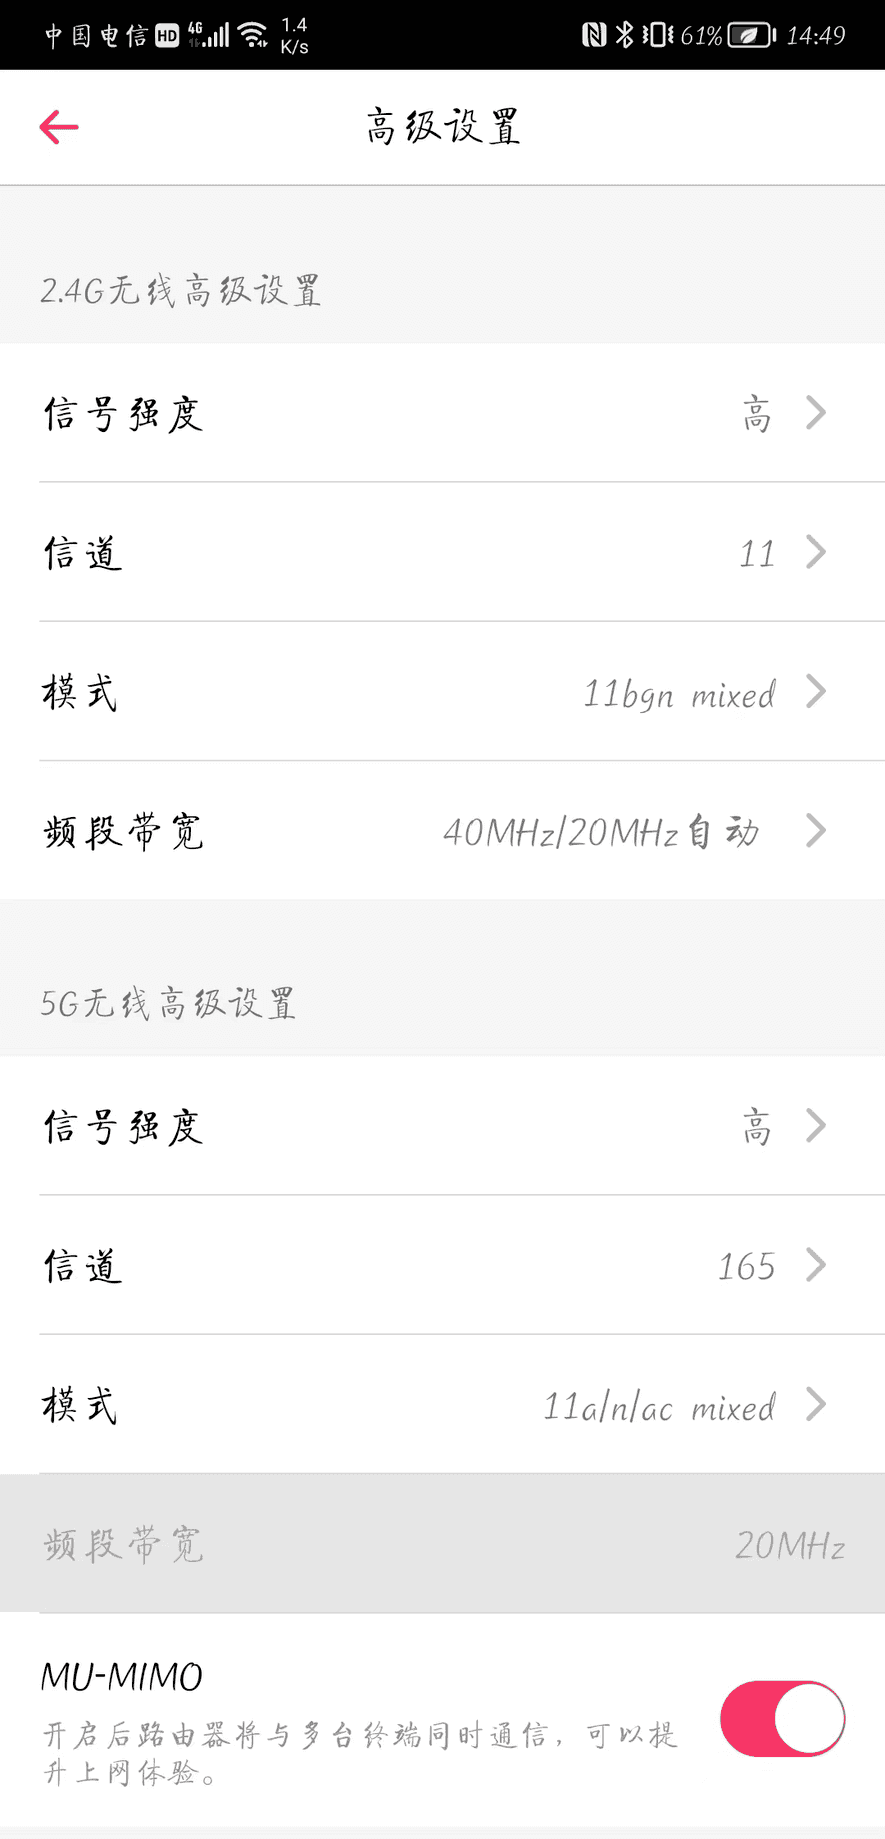 中国电信 HD 4G 1.4 K/s 61% 14:49
高级设置
2.4G无线高级设置
信号强度 高
信道 11
模式 11bgn mixed
频段带宽 40MHz/20MHz自动
5G无线高级设置
信号强度 高
信道 165
模式 11a/n/ac mixed
频段带宽 20MHz
MU-MIMO
开启后路由器将与多台终端同时通信，可以提
升上网体验。